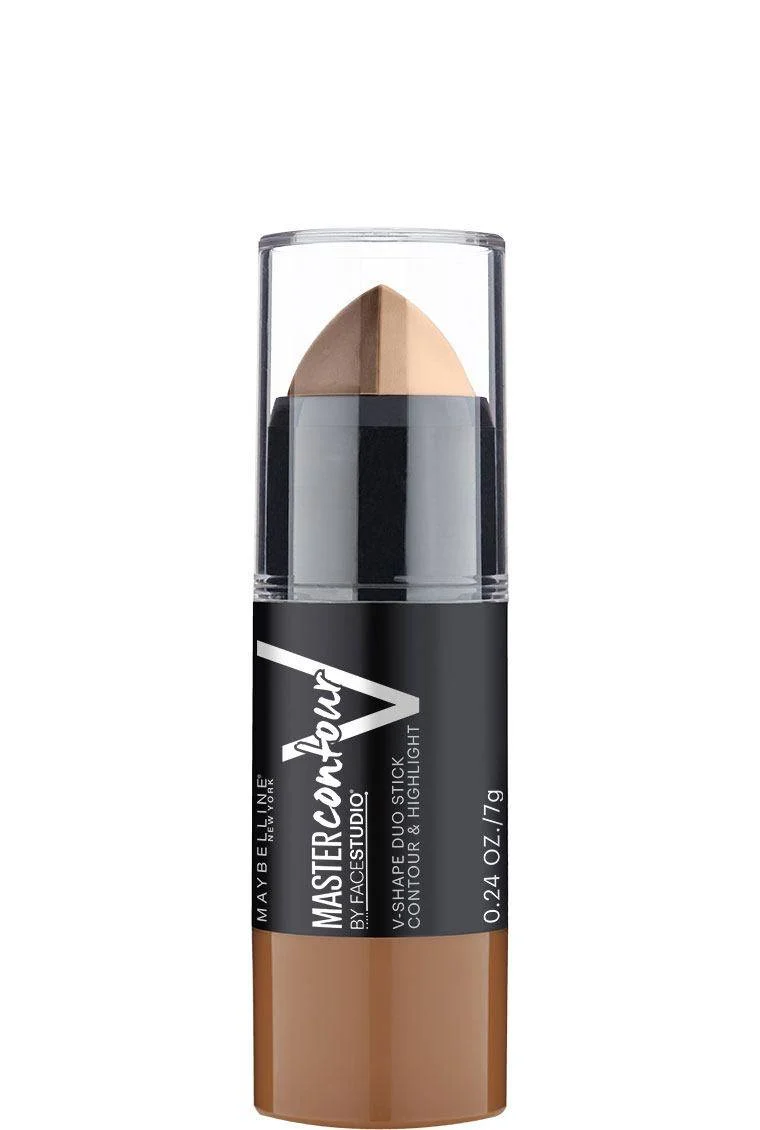 MAYBELLINE®
NEW YORK
V
MASTER contour
BY FACESTUDIO®
V-SHAPE DUO STICK
CONTOUR & HIGHLIGHT
0.24 OZ./7g